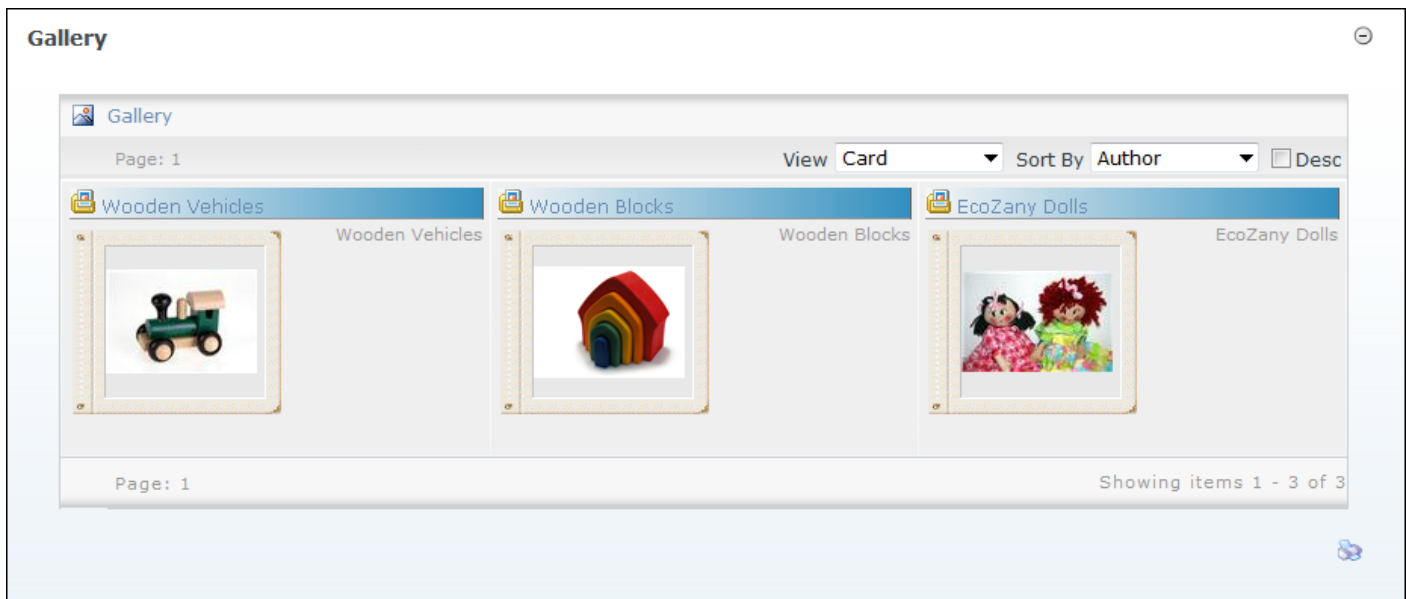 Gallery
Gallery
Page: 1 View Card Sort By Author Desc
Wooden Vehicles Wooden Blocks EcoZany Dolls
Wooden Vehicles Wooden Blocks EcoZany Dolls
Page: 1 Showing items 1 - 3 of 3